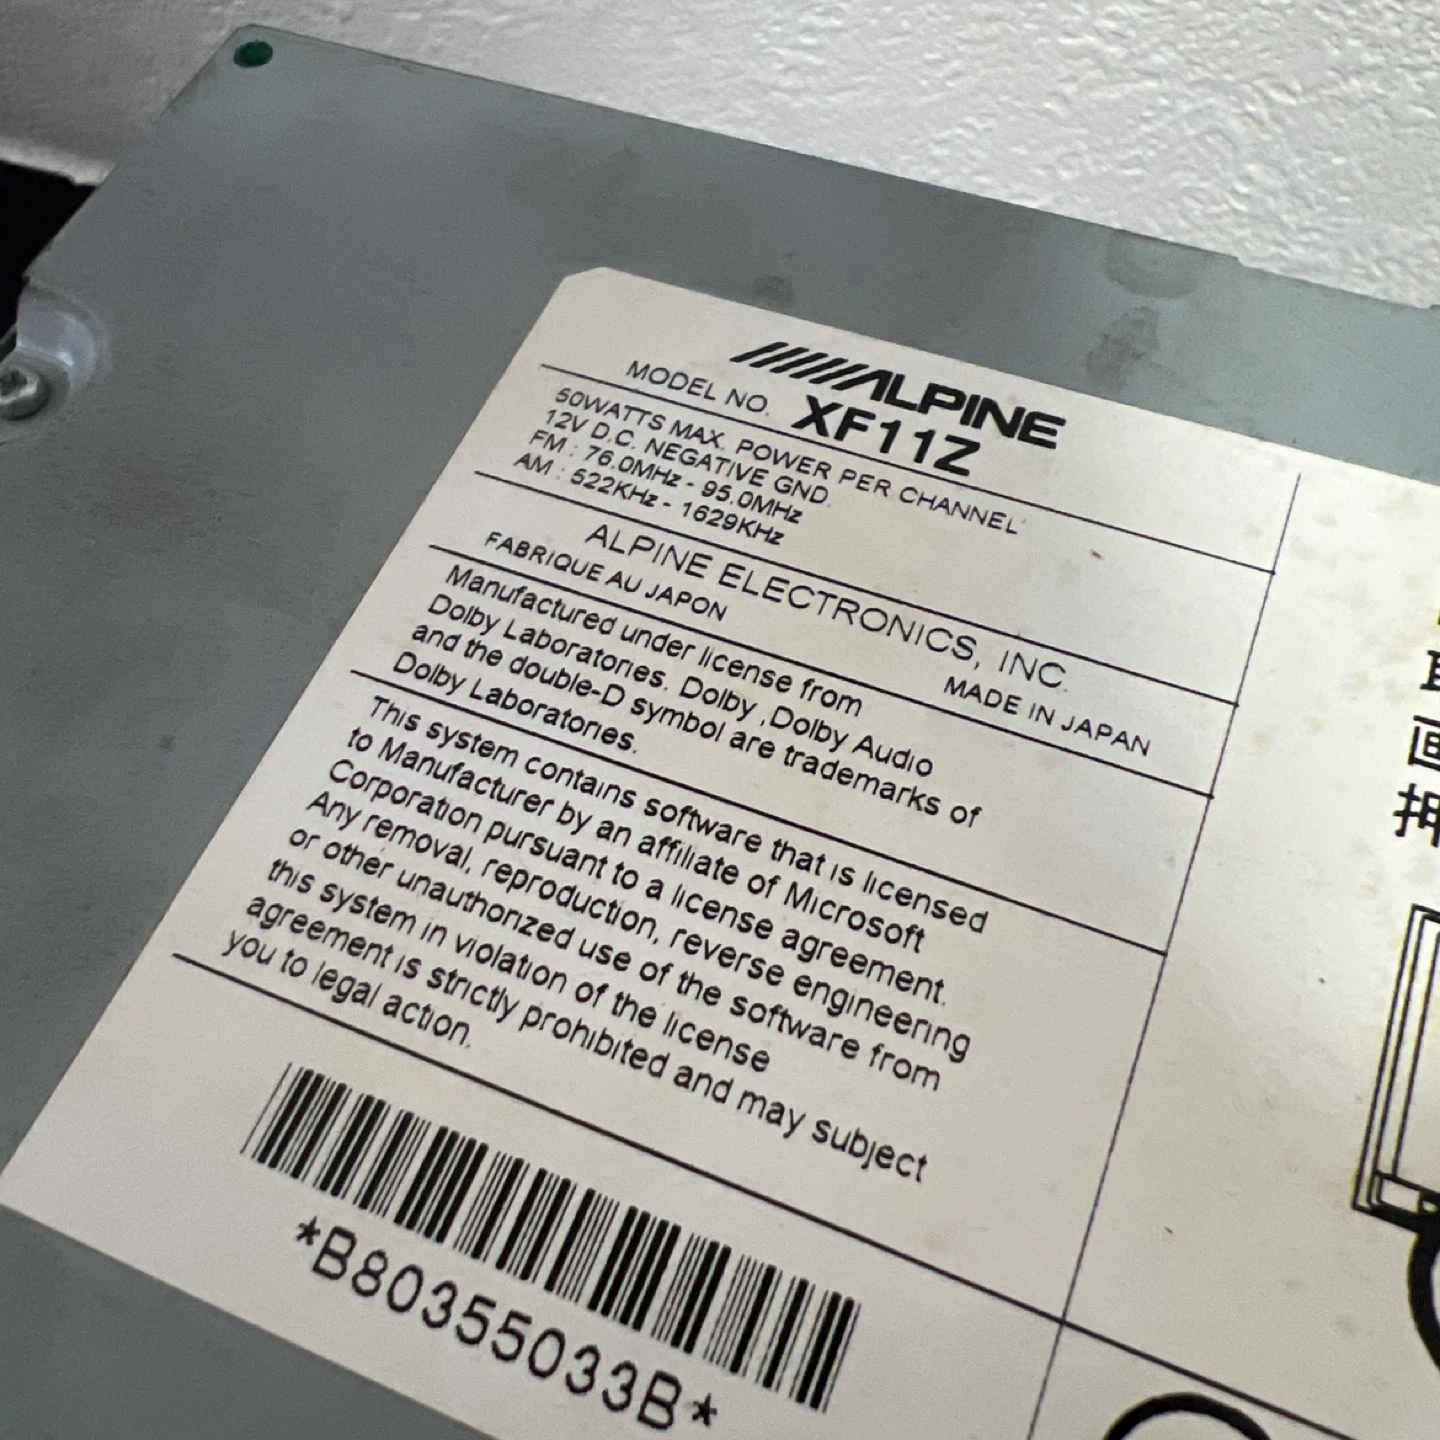 ALPINE
MODEL NO. XF11Z
50WATTS MAX. POWER PER CHANNEL
12V D.C. NEGATIVE GND.
FM : 76.0MHz - 95.0MHz
AM : 522KHz - 1629KHz
ALPINE ELECTRONICS, INC.
FABRIQUE AU JAPON MADE IN JAPAN
Manufactured under license from
Dolby Laboratories. Dolby ,Dolby Audio
and the double-D symbol are trademarks of
Dolby Laboratories.
This system contains software that is licensed
to Manufacturer by an affiliate of Microsoft
Corporation pursuant to a license agreement.
Any removal, reproduction, reverse engineering
or other unauthorized use of the software from
this system in violation of the license
agreement is strictly prohibited and may subject
you to legal action.
*B80355033B*
画
押